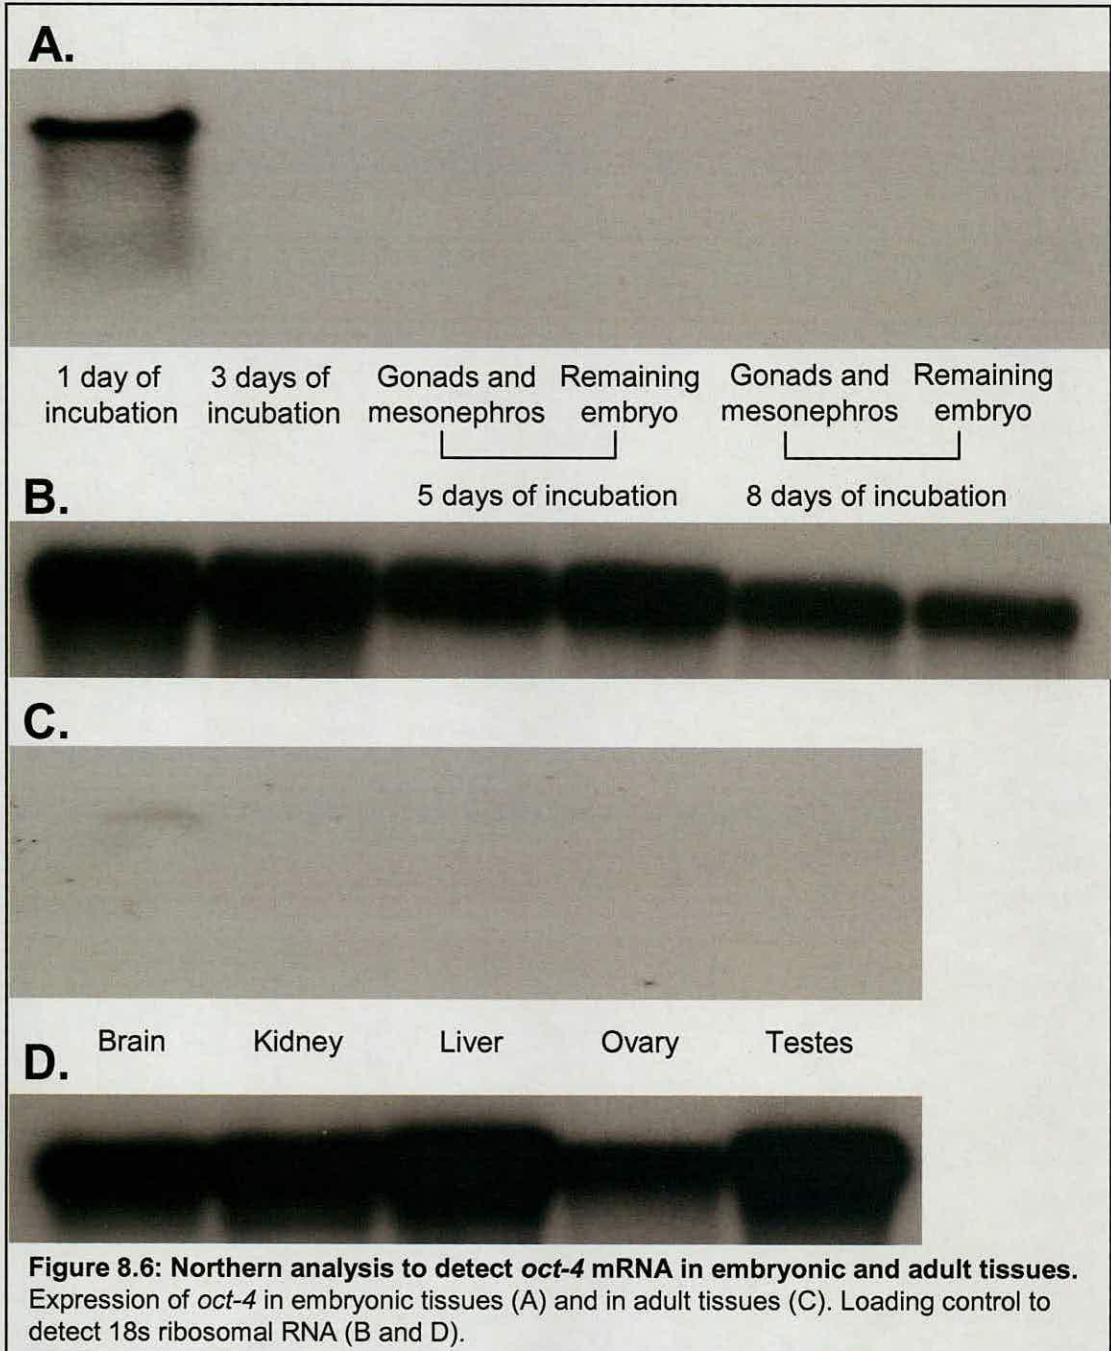 A.
1 day of incubation
3 days of incubation
Gonads and mesonephros
Remaining embryo
Gonads and mesonephros
Remaining embryo
5 days of incubation
8 days of incubation
B.
C.
Brain Kidney Liver Ovary Testes
D.
Figure 8.6: Northern analysis to detect oct-4 mRNA in embryonic and adult tissues.
Expression of oct-4 in embryonic tissues (A) and in adult tissues (C). Loading control to
detect 18s ribosomal RNA (B and D).